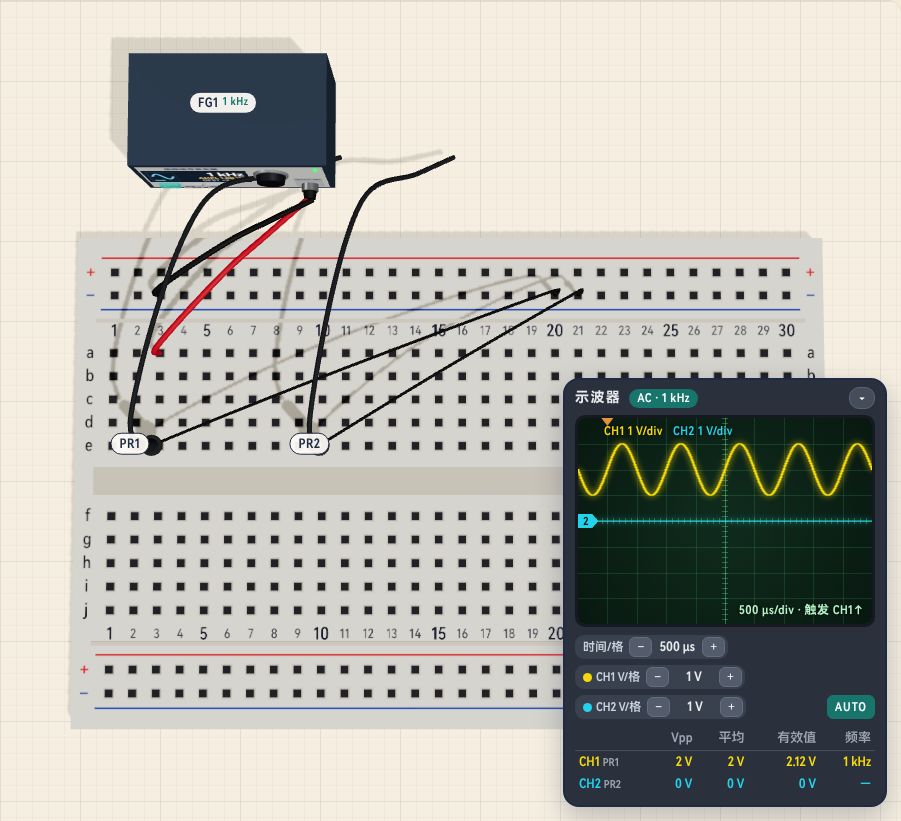 FG1 1 kHz
1 kHz
+ +
− −
1 2 3 4 5 6 7 8 9 10 11 12 13 14 15 16 17 18 19 20 21 22 23 24 25 26 27 28 29 30
a a
b b
c
d
e
PR1 PR2
f
g
h
i
j
1 2 3 4 5 6 7 8 9 10 11 12 13 14 15 16 17 18 19 20
+
−
示波器 AC · 1 kHz
CH1 1 V/div CH2 1 V/div
2
500 µs/div · 触发 CH1↑
时间/格 − 500 µs +
CH1 V/格 − 1 V +
CH2 V/格 − 1 V + AUTO
Vpp 平均 有效值 频率
CH1 PR1 2 V 2 V 2.12 V 1 kHz
CH2 PR2 0 V 0 V 0 V —